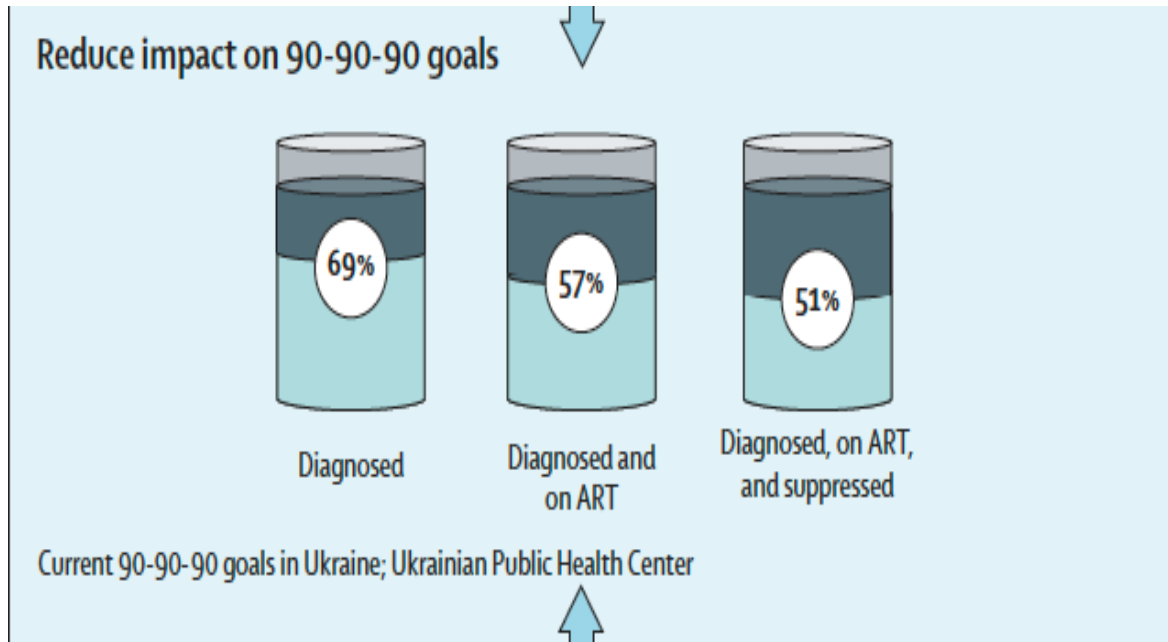 Reduce impact on 90-90-90 goals
69%
57%
51%
Diagnosed
Diagnosed and
on ART
Diagnosed, on ART,
and suppressed
Current 90-90-90 goals in Ukraine; Ukrainian Public Health Center